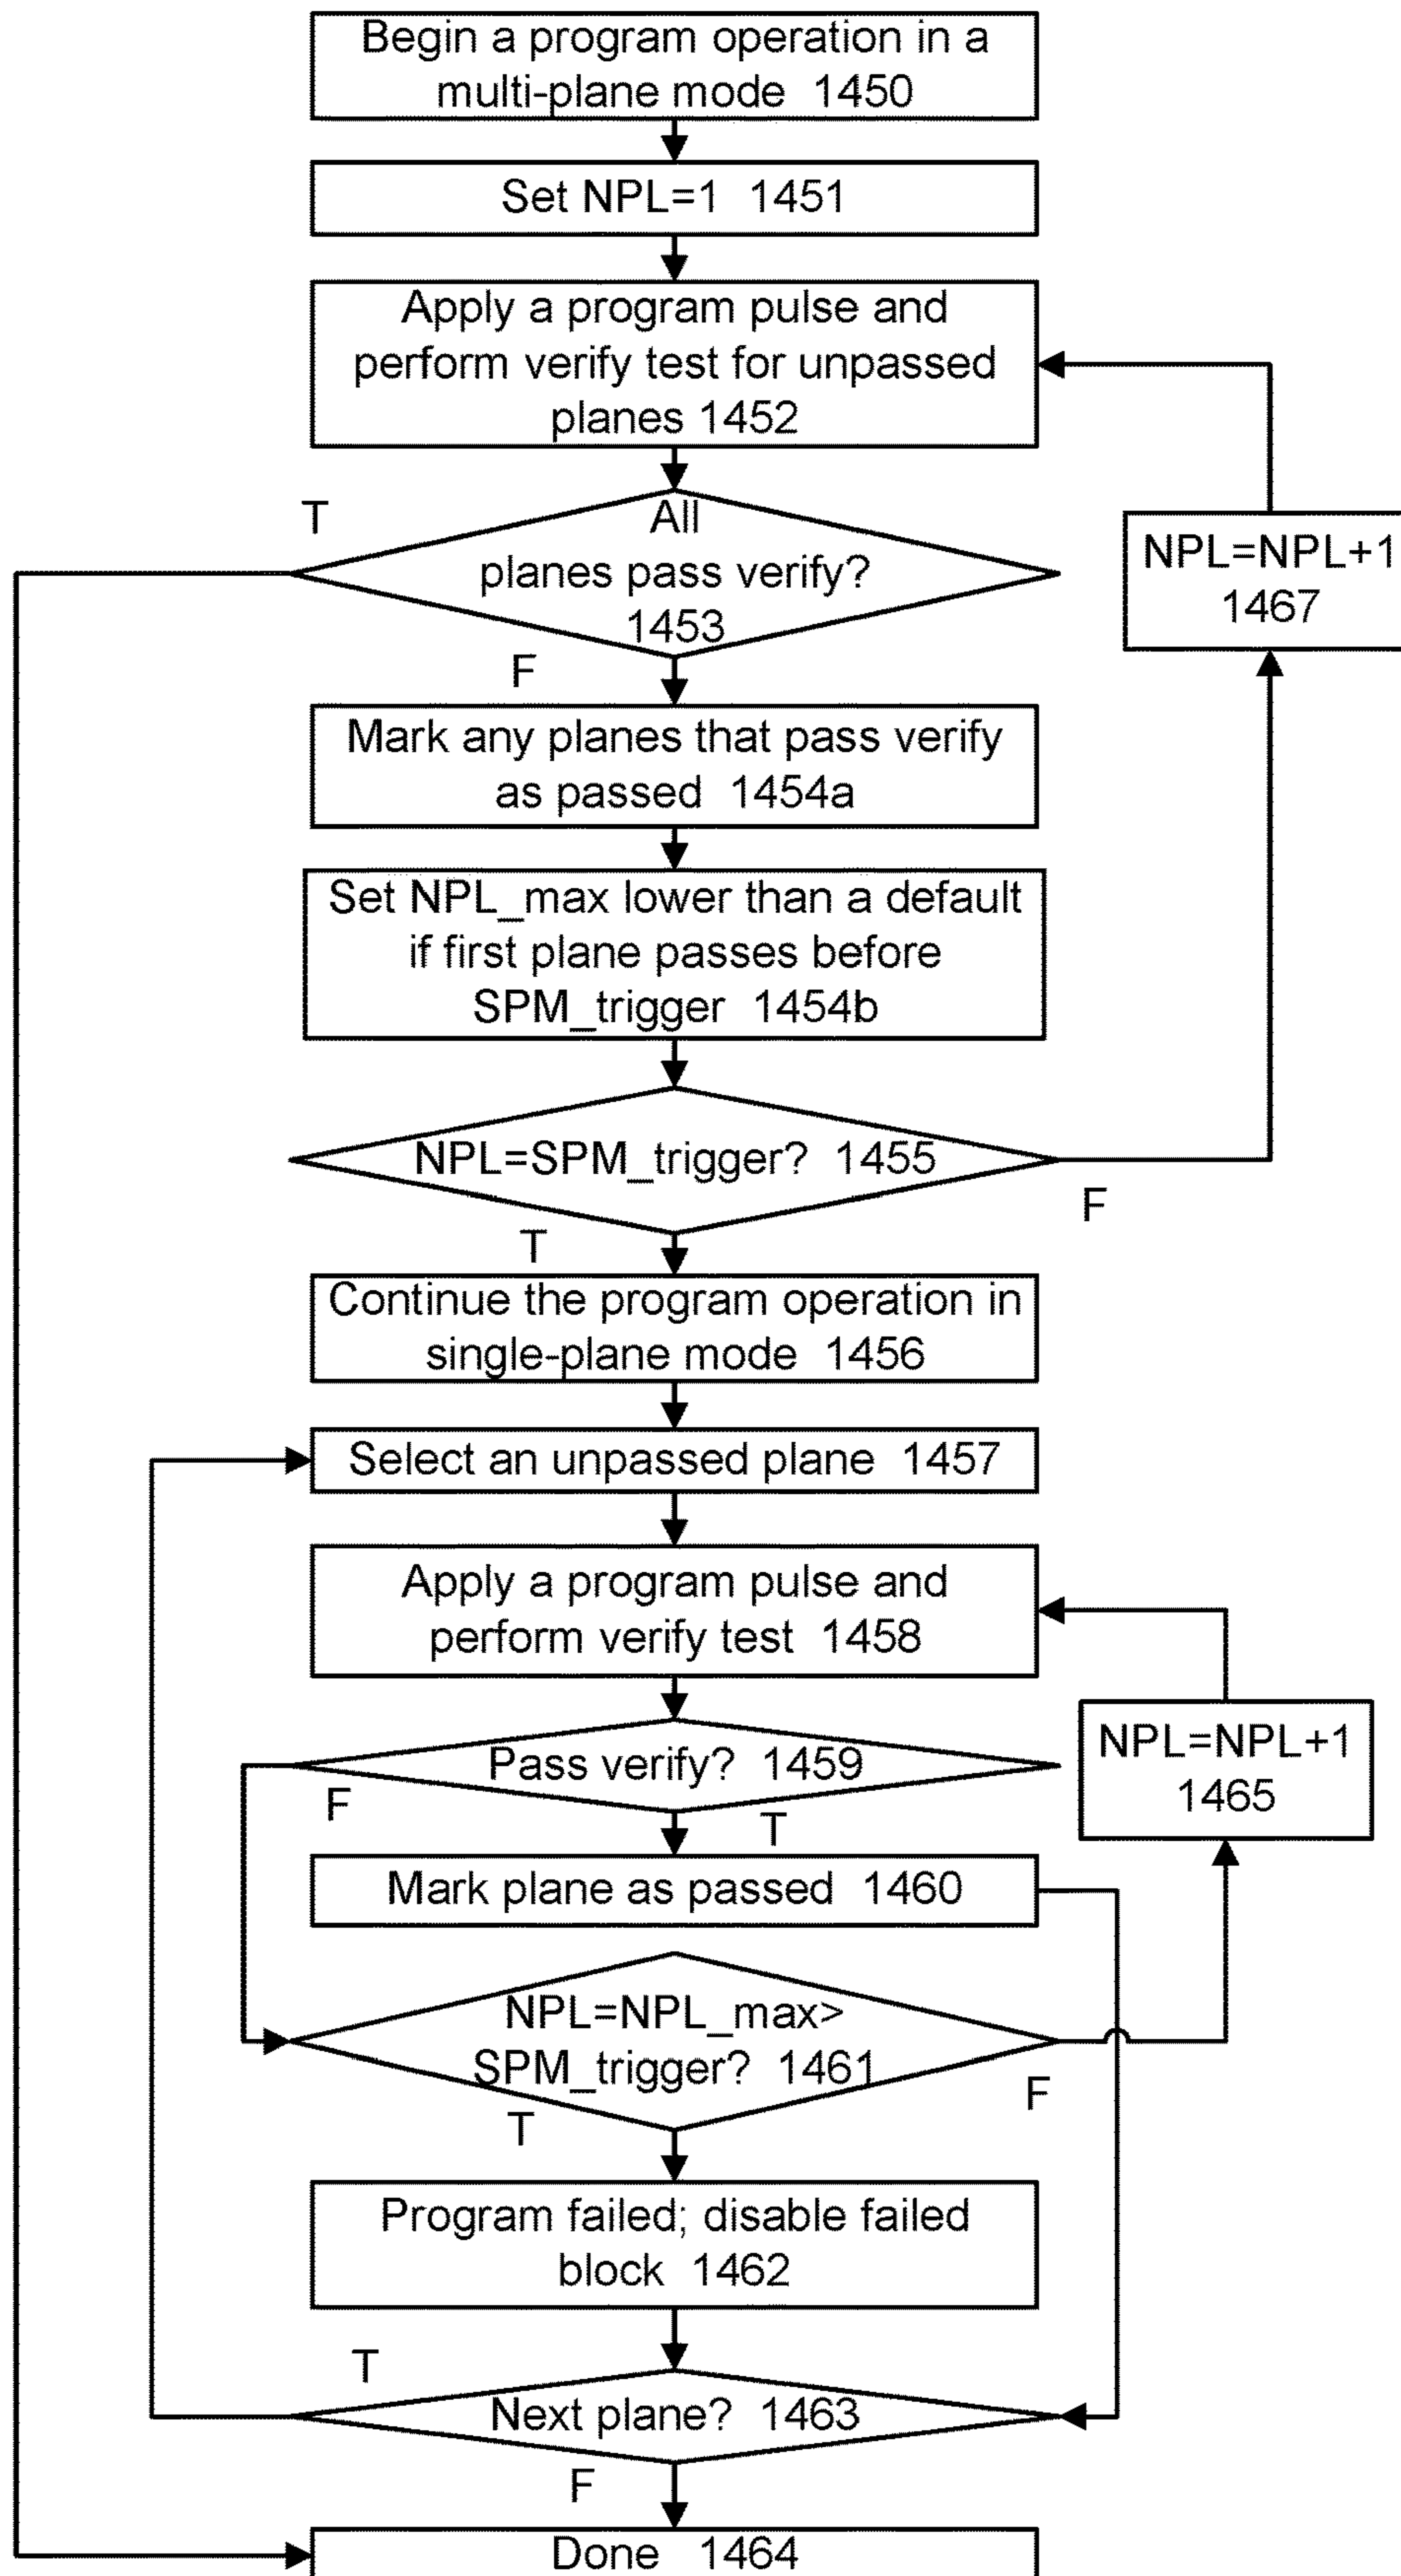 Begin a program operation in a
multi-plane mode 1450
Set NPL=1 1451
Apply a program pulse and
perform verify test for unpassed
planes 1452
T
All
planes pass verify?
1453
F
NPL=NPL+1
1467
Mark any planes that pass verify
as passed 1454a
Set NPL_max lower than a default
if first plane passes before
SPM_trigger 1454b
NPL=SPM_trigger? 1455
F
T
Continue the program operation in
single-plane mode 1456
Select an unpassed plane 1457
Apply a program pulse and
perform verify test 1458
Pass verify? 1459
F
T
NPL=NPL+1
1465
Mark plane as passed 1460
NPL=NPL_max>
SPM_trigger? 1461
F
T
Program failed; disable failed
block 1462
T
Next plane? 1463
F
Done 1464